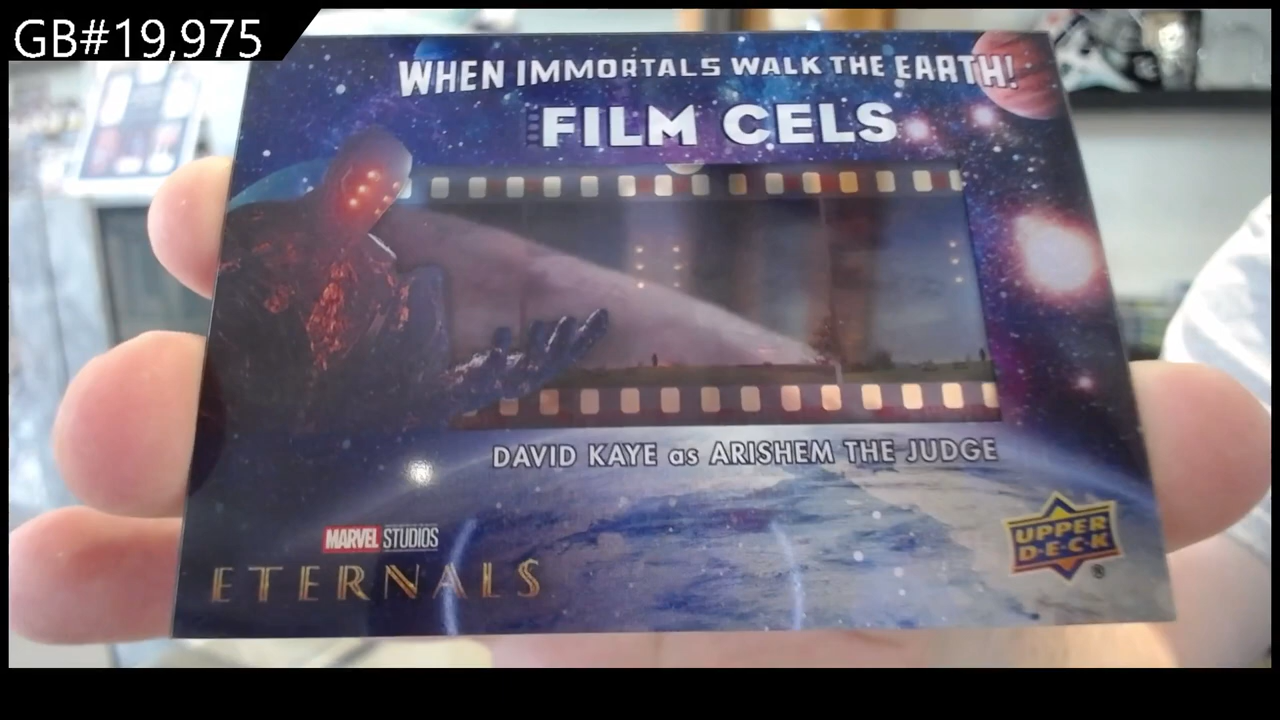 GB#19,975
WHEN IMMORTALS WALK THE EARTH!
FILM CELS
DAVID KAYE as ARISHEM THE JUDGE
MARVEL STUDIOS
ETERNALS
UPPER
D·E·C·K
®